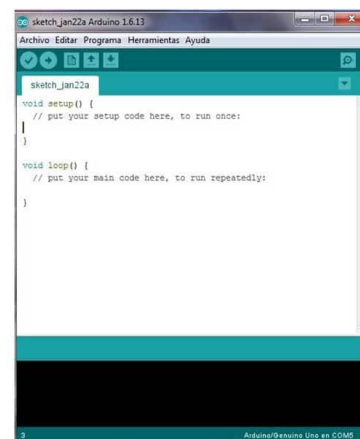 sketch_jan22a Arduino 1.6.13
Archivo Editar Programa Herramientas Ayuda
sketch_jan22a
void setup() {
// put your setup code here, to run once:
}
void loop() {
// put your main code here, to run repeatedly:
}
3 Arduino/Genuino Uno en COM5